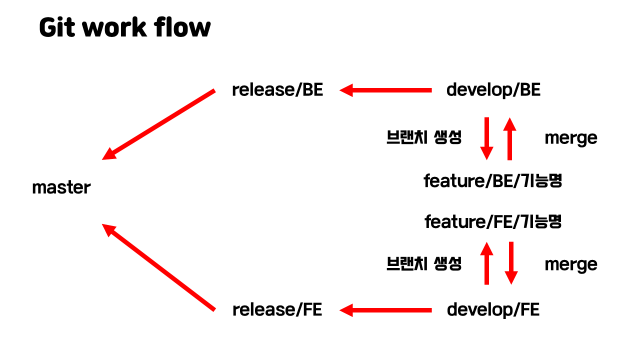 Git work flow
release/BE
develop/BE
브랜치 생성
merge
feature/BE/기능명
master
feature/FE/기능명
브랜치 생성
merge
release/FE
develop/FE